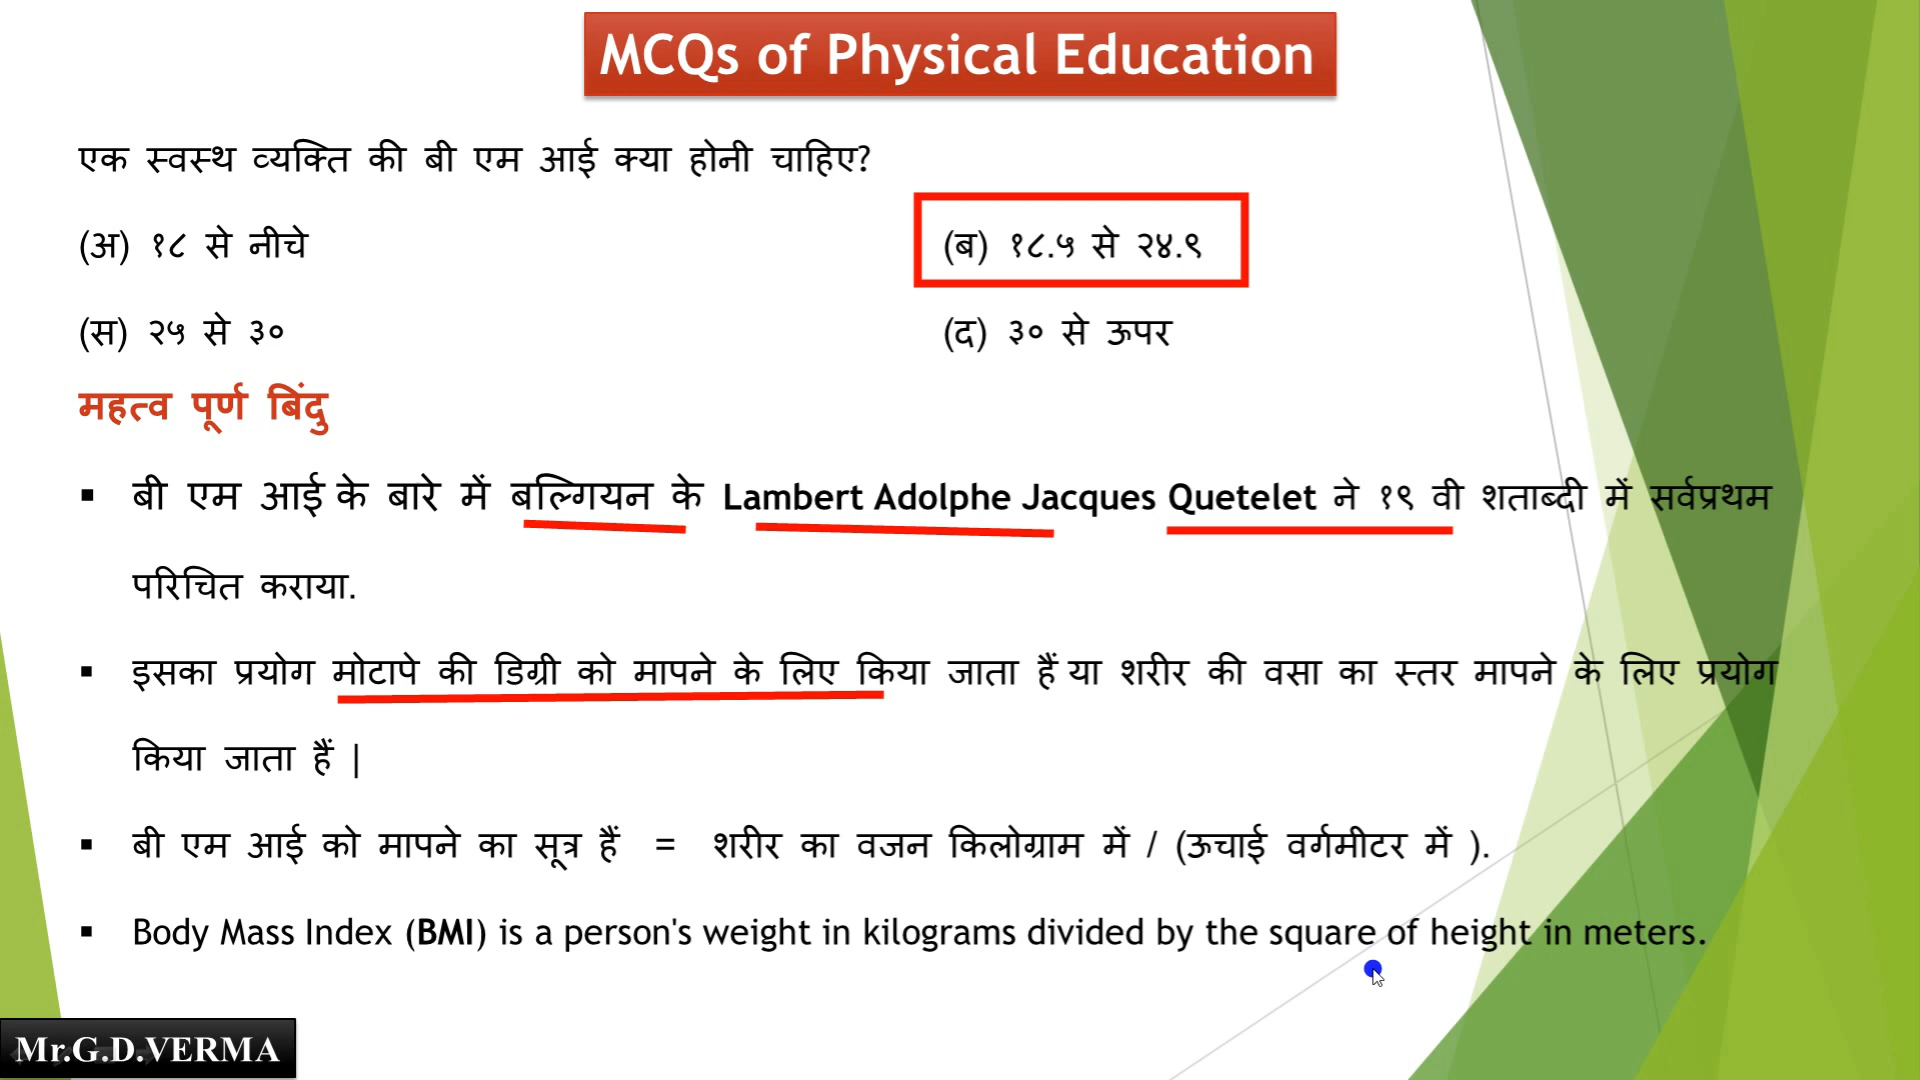 MCQs of Physical Education
एक स्वस्थ व्यक्ति की बी एम आई क्या होनी चाहिए?
(अ) १८ से नीचे (ब) १८.५ से २४.९
(स) २५ से ३० (द) ३० से ऊपर
महत्व पूर्ण बिंदु
▪ बी एम आई के बारे में बल्गियन के Lambert Adolphe Jacques Quetelet ने १९ वी शताब्दी में सर्वप्रथम
परिचित कराया.
▪ इसका प्रयोग मोटापे की डिग्री को मापने के लिए किया जाता हैं या शरीर की वसा का स्तर मापने के लिए प्रयोग
किया जाता हैं |
▪ बी एम आई को मापने का सूत्र हैं = शरीर का वजन किलोग्राम में / (ऊचाई वर्गमीटर में ).
▪ Body Mass Index (BMI) is a person's weight in kilograms divided by the square of height in meters.
Mr.G.D.VERMA